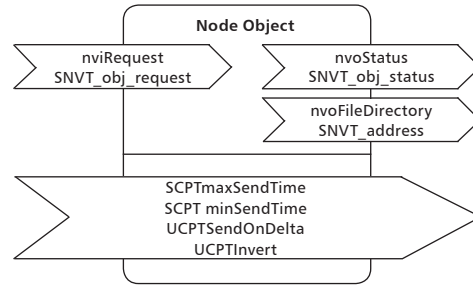 Node Object
nviRequest
SNVT_obj_request
nvoStatus
SNVT_obj_status
nvoFileDirectory
SNVT_address
SCPTmaxSendTime
SCPT minSendTime
UCPTSendOnDelta
UCPTInvert